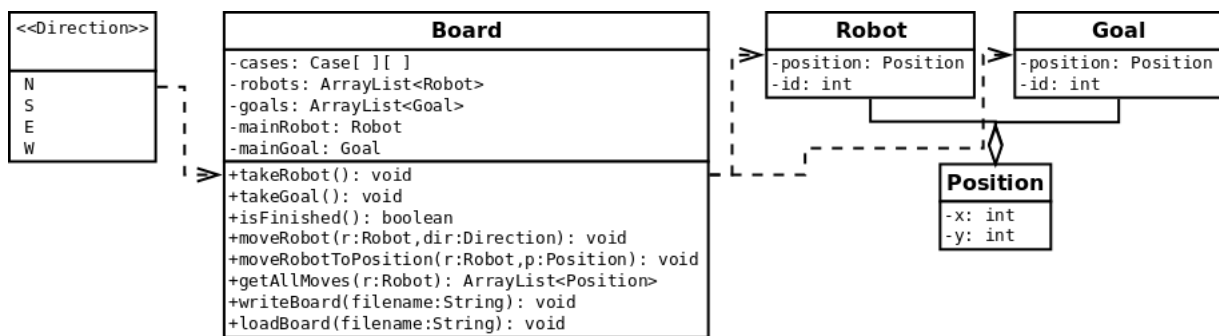 <<Direction>>
N
S
E
W
Board
-cases: Case[ ][ ]
-robots: ArrayList<Robot>
-goals: ArrayList<Goal>
-mainRobot: Robot
-mainGoal: Goal
+takeRobot(): void
+takeGoal(): void
+isFinished(): boolean
+moveRobot(r:Robot,dir:Direction): void
+moveRobotToPosition(r:Robot,p:Position): void
+getAllMoves(r:Robot): ArrayList<Position>
+writeBoard(filename:String): void
+loadBoard(filename:String): void
Robot
-position: Position
-id: int
Goal
-position: Position
-id: int
Position
-x: int
-y: int